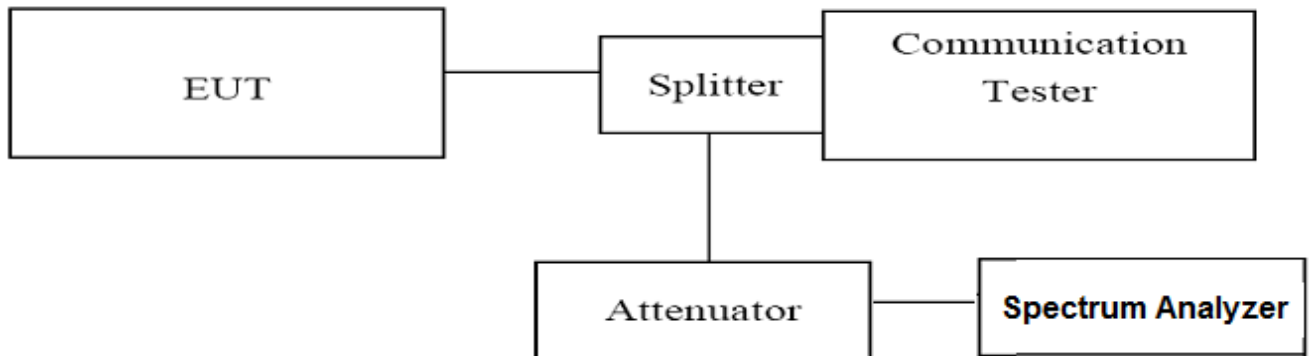 EUT
Splitter
Communication
Tester
Attenuator
Spectrum Analyzer